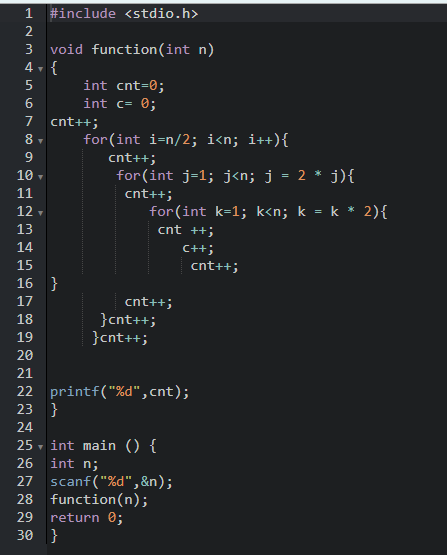 1 #include <stdio.h>
2
3 void function(int n)
4 {
5     int cnt=0;
6     int c= 0;
7 cnt++;
8     for(int i=n/2; i<n; i++){
9        cnt++;
10         for(int j=1; j<n; j = 2 * j){
11          cnt++;
12             for(int k=1; k<n; k = k * 2){
13              cnt ++;
14                 c++;
15                  cnt++;
16 }
17          cnt++;
18       }cnt++;
19      }cnt++;
20
21
22 printf("%d",cnt);
23 }
24
25 int main () {
26 int n;
27 scanf("%d",&n);
28 function(n);
29 return 0;
30 }